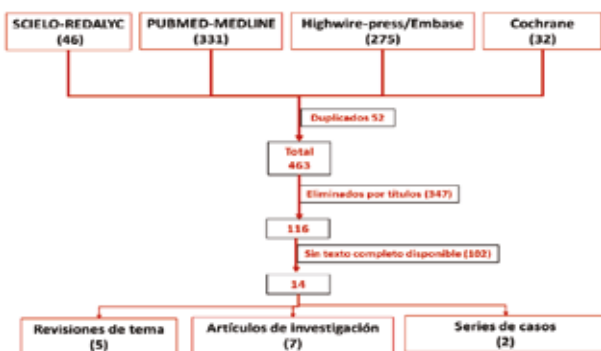 SCIELO-REDALYC
(46)
PUBMED-MEDLINE
(331)
Highwire-press/Embase
(275)
Cochrane
(32)
Duplicados 52
Total
463
Eliminados por títulos (347)
116
Sin texto completo disponible (102)
14
Revisiones de tema
(5)
Artículos de investigación
(7)
Series de casos
(2)